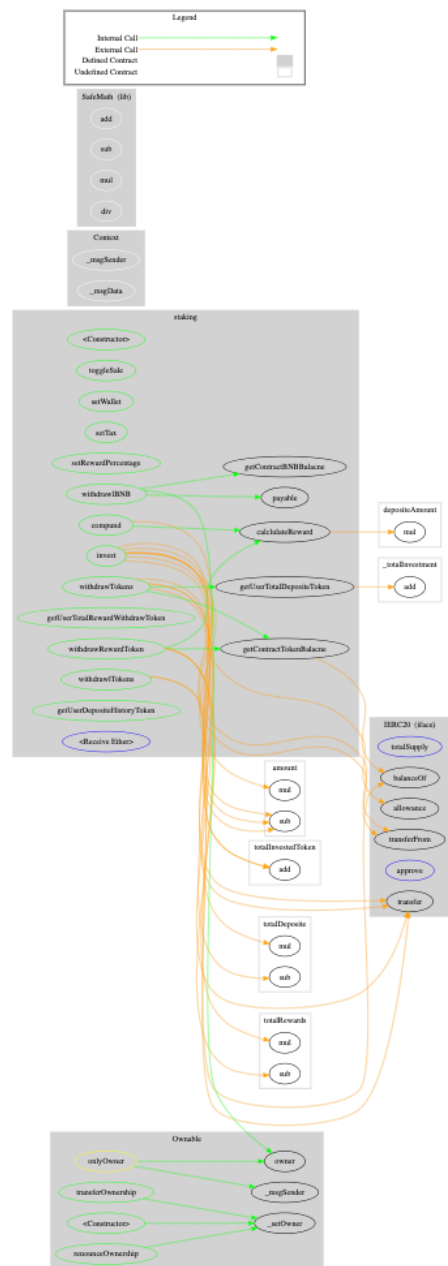 Legend
Internal Call
External Call
Defined Contract
Undefined Contract
SafeMath (lib)
add
sub
mul
div
Context
_msgSender
_msgData
staking
<Constructor>
toggleSale
setWallet
setTax
setRewardPercentage
withdrawlBNB
getContractBNBBalacne
payable
compund
calclulateReward
invest
withdrawTokens
getUserTotalDepositeToken
getUserTotalRewardWithdrawToken
withdrawRewardToken
getContractTokenBalacne
withdrawlTokens
getUserDepositeHistoryToken
<Receive Ether>
depositeAmount
mul
_totalInvestment
add
IERC20 (iface)
totalSupply
balanceOf
allowance
transferFrom
approve
transfer
amount
mul
sub
totalInvestedToken
add
totalDeposite
mul
sub
totalRewards
mul
sub
Ownable
onlyOwner
owner
transferOwnership
_msgSender
<Constructor>
_setOwner
renounceOwnership